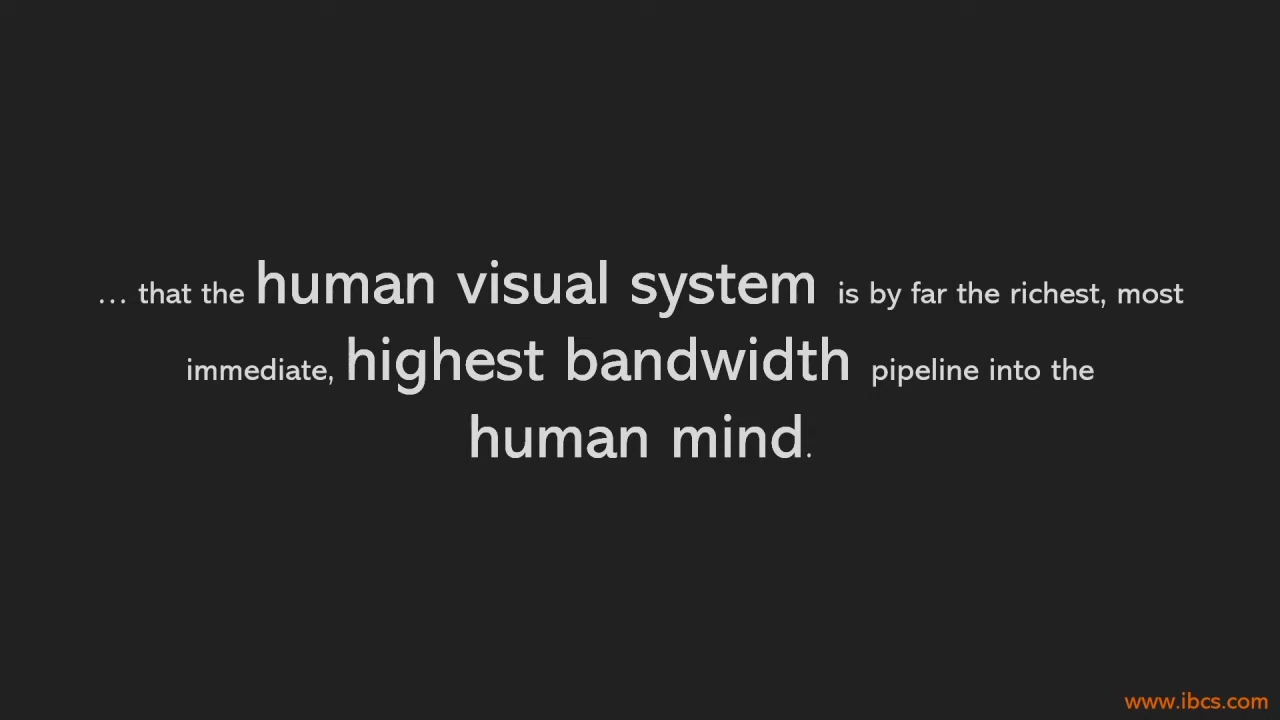 … that the human visual system is by far the richest, most
immediate, highest bandwidth pipeline into the
human mind.
www.ibcs.com